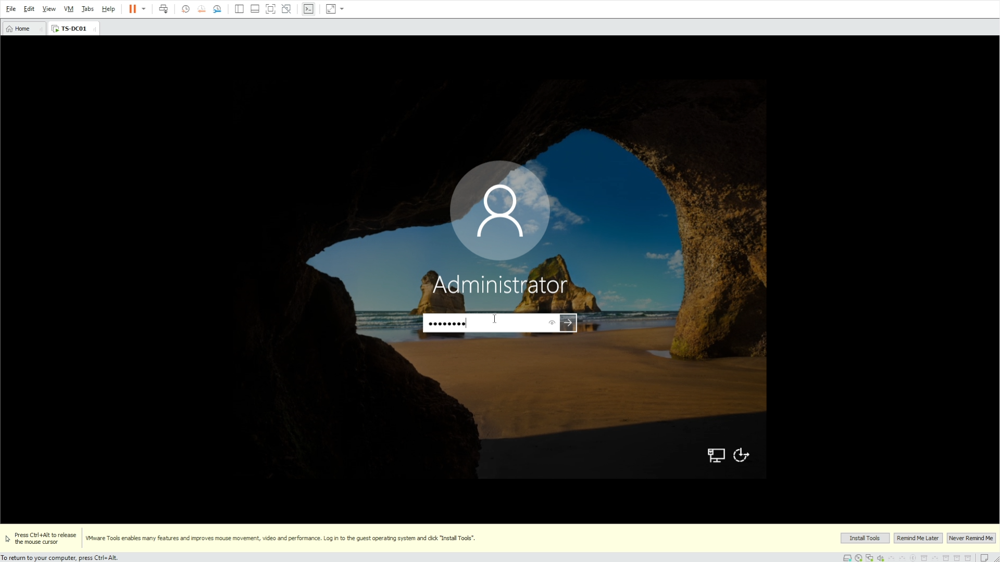 File Edit View VM Tabs Help
Home TS-DC01
Administrator
Press Ctrl+Alt to release
the mouse cursor
VMware Tools enables many features and improves mouse movement, video and performance. Log in to the guest operating system and click "Install Tools".
Install Tools Remind Me Later Never Remind Me
To return to your computer, press Ctrl+Alt.